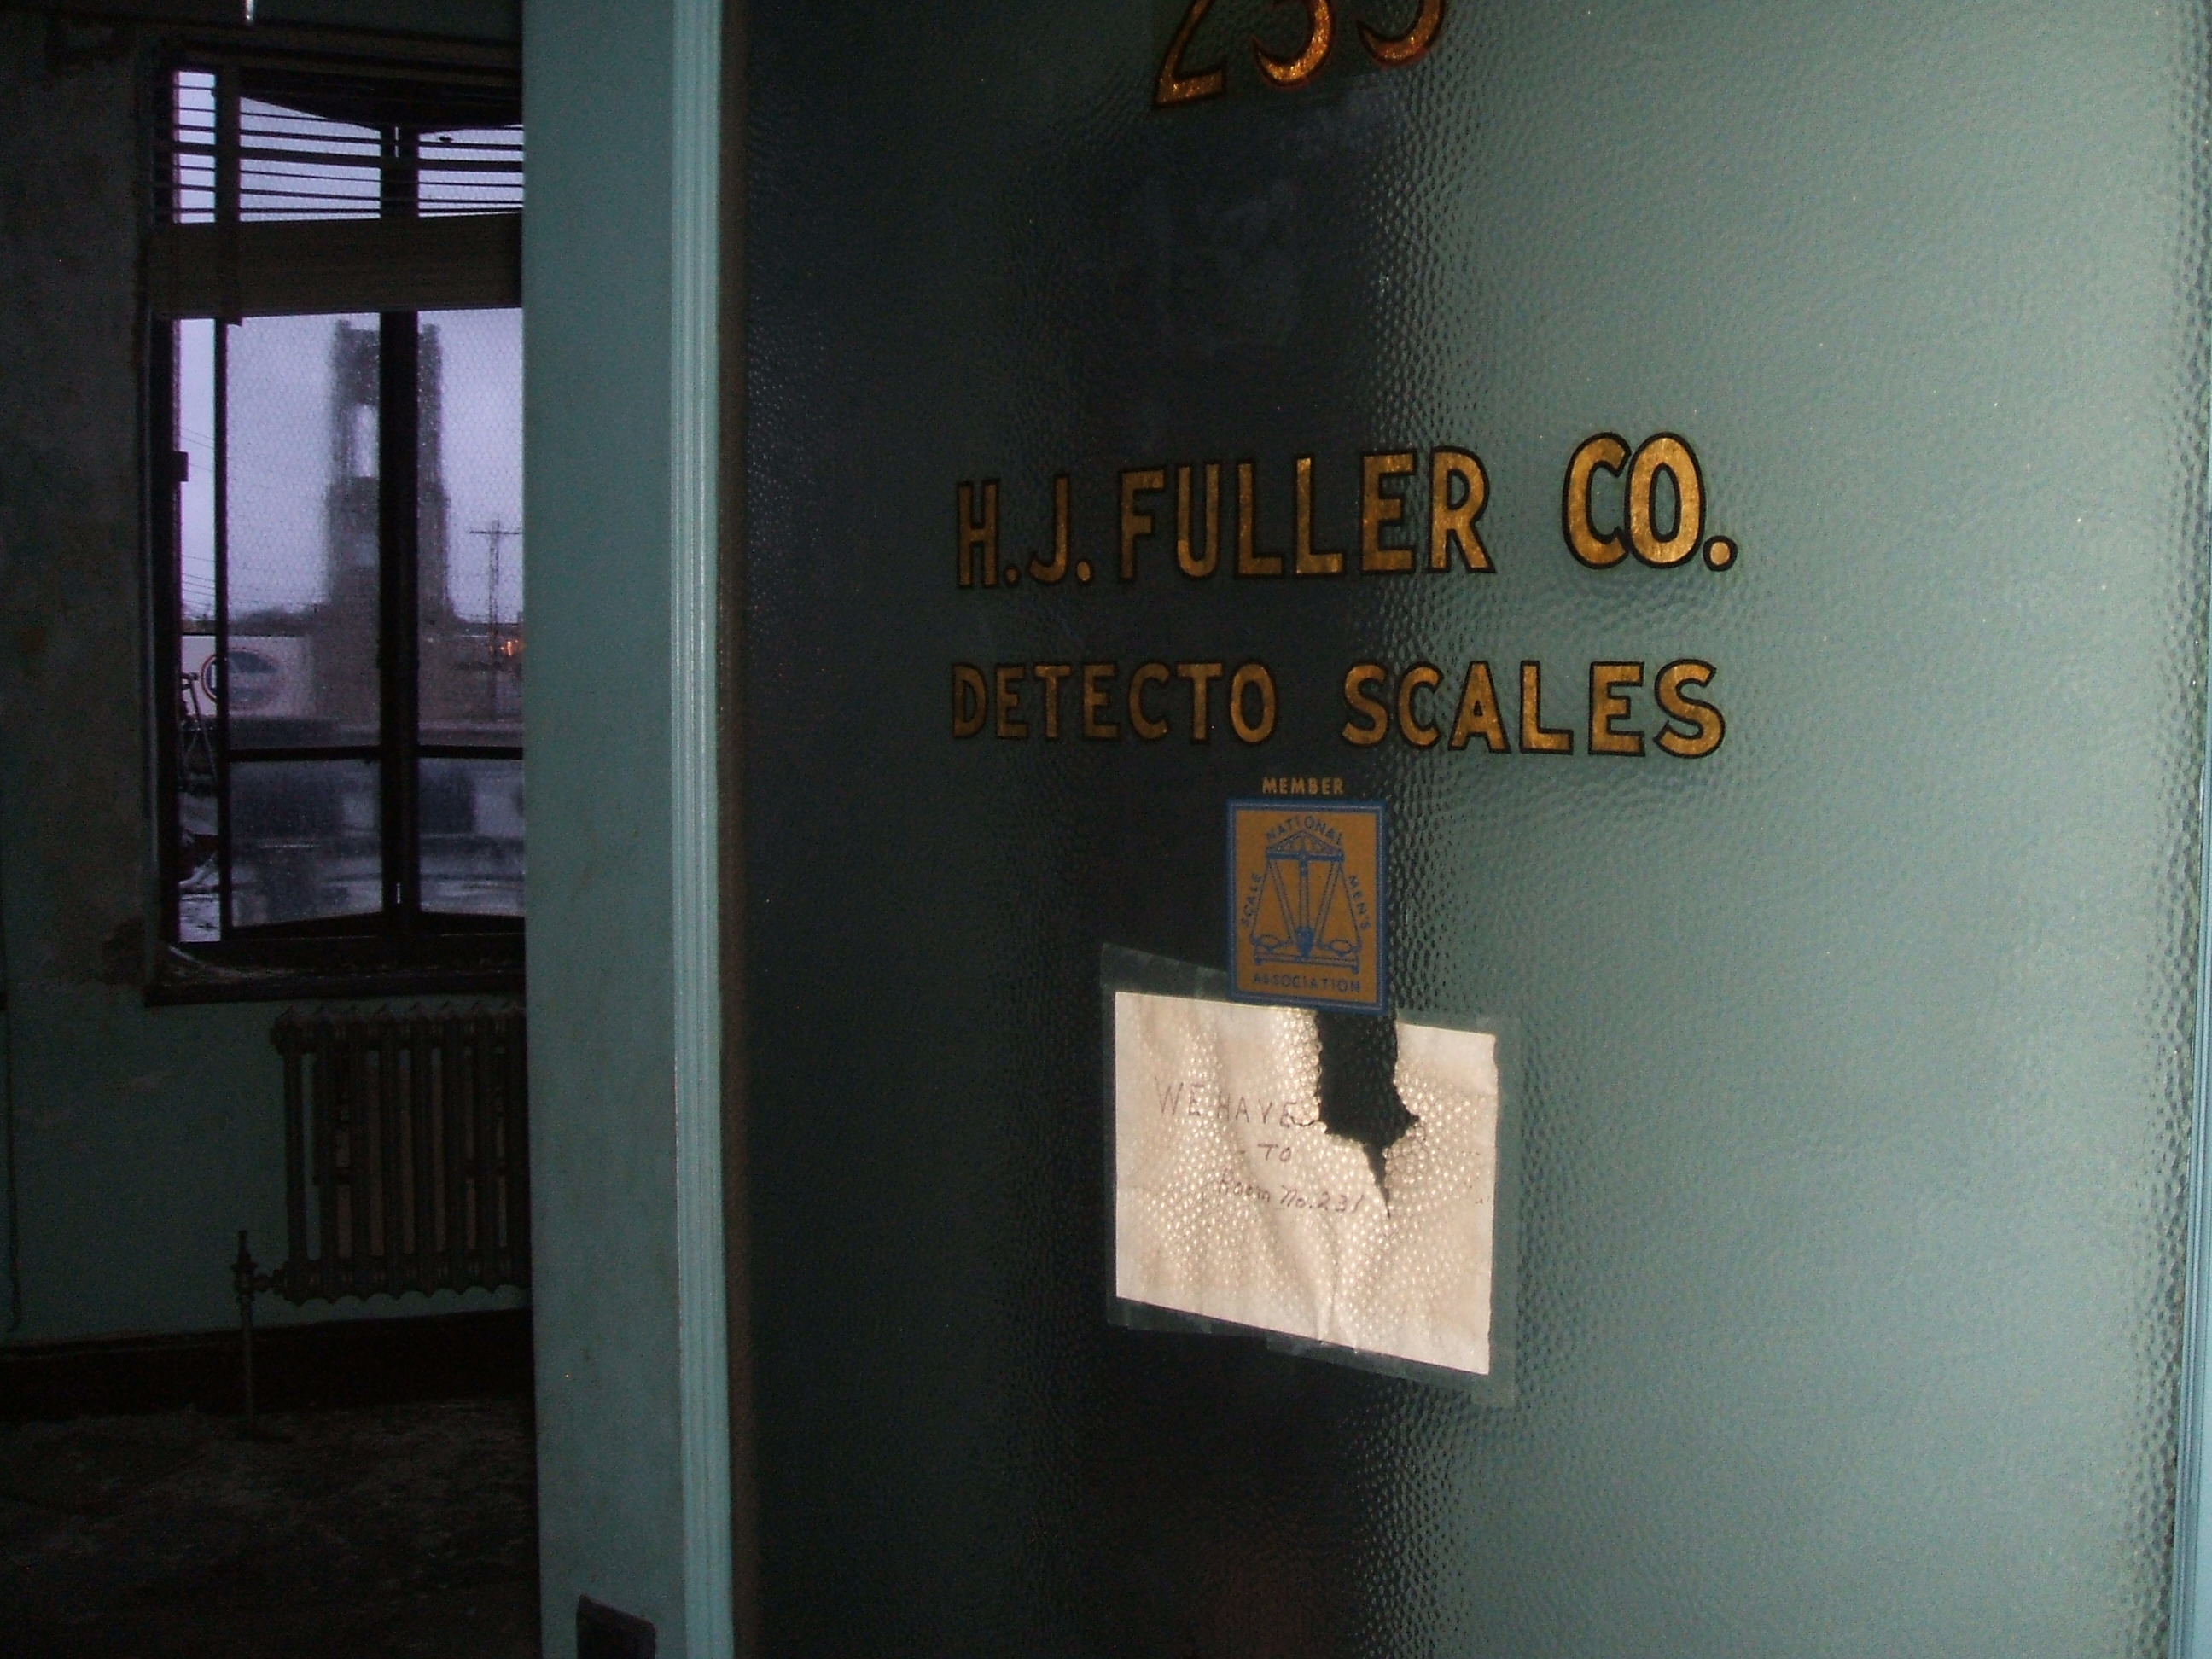 H.J. FULLER CO.
DETECTO SCALES
MEMBER
NATIONAL
SCALE MEN'S
ASSOCIATION
WE HAVE
TO
Room No. 231